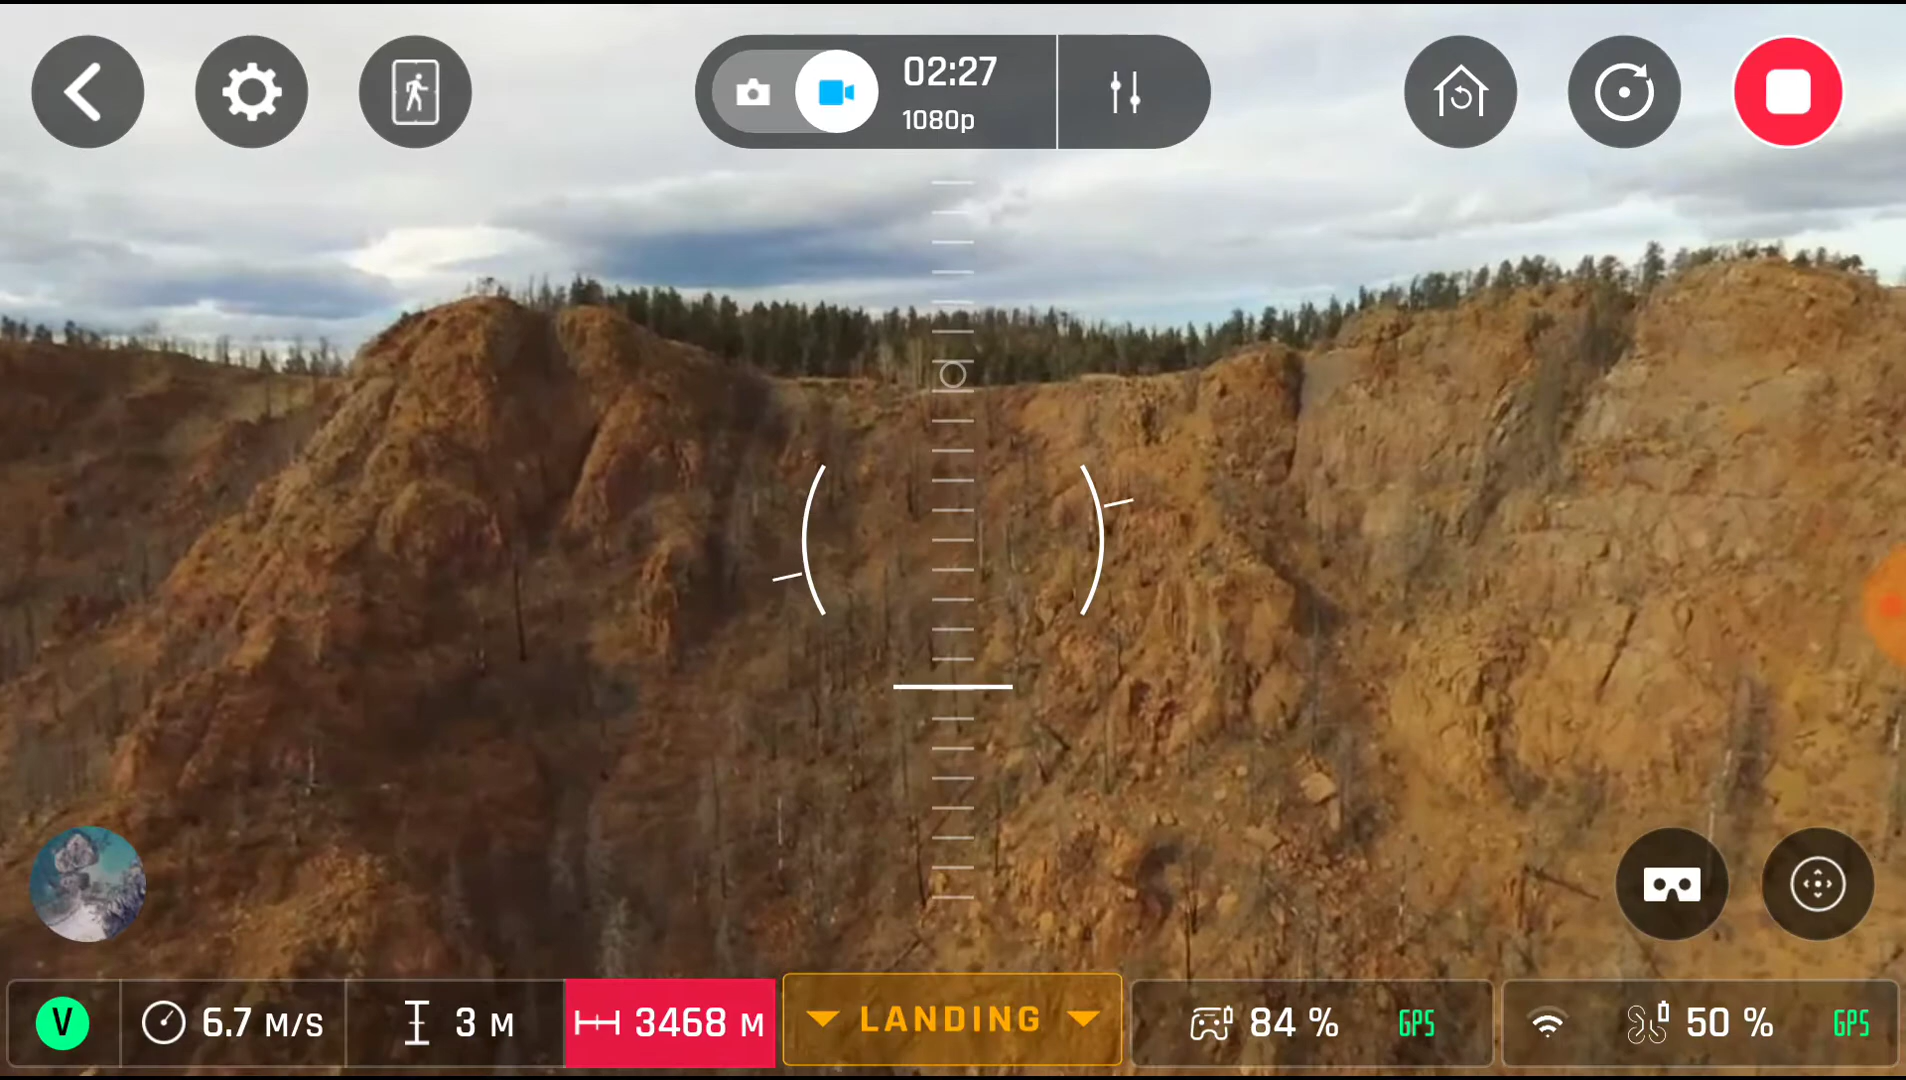 02:27
1080p
V
6.7 M/S
3 M
3468 M
LANDING
84 %
GPS
50 %
GPS